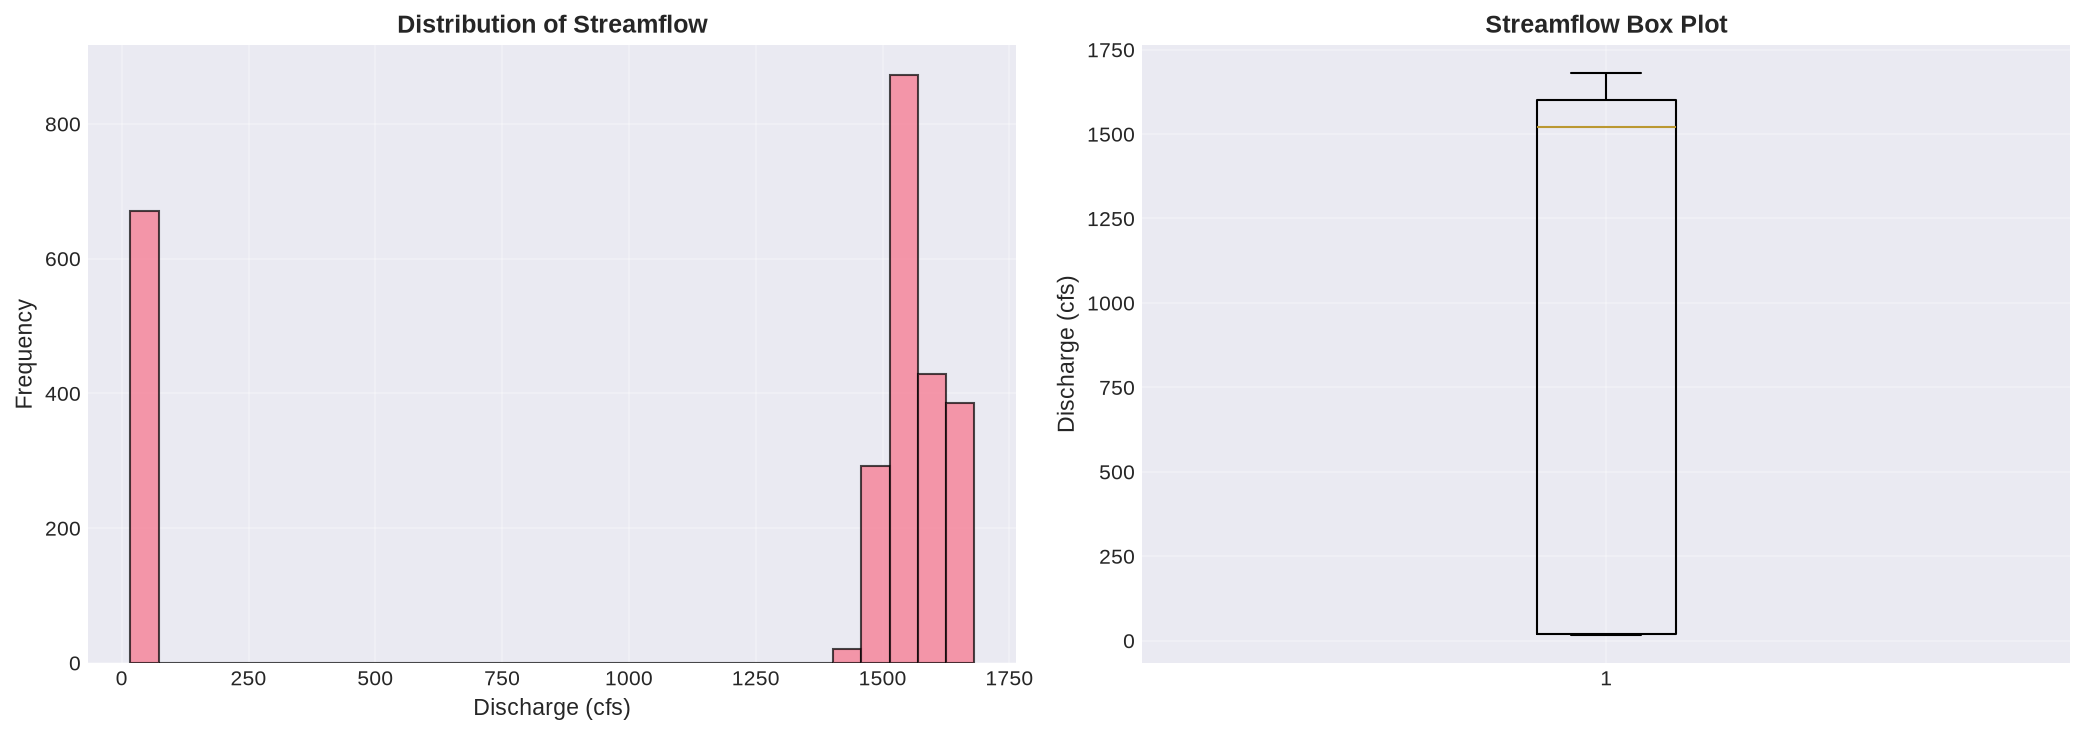 Distribution of Streamflow
800
600
400
200
0
Frequency
0 250 500 750 1000 1250 1500 1750
Discharge (cfs)
Streamflow Box Plot
1750
1500
1250
1000
750
500
250
0
Discharge (cfs)
1